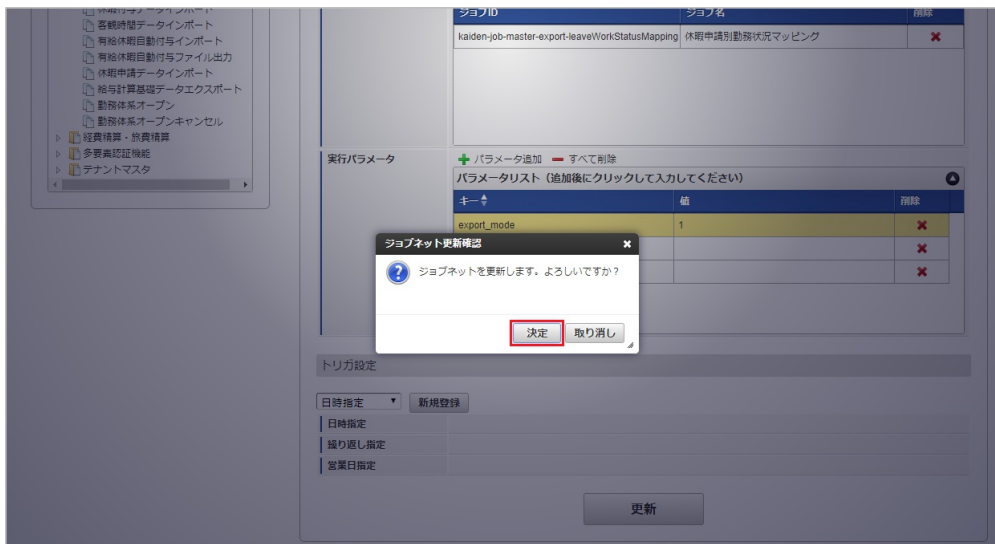 休暇付与データインポート
客観時間データインポート
有給休暇自動付与インポート
有給休暇自動付与ファイル出力
休暇申請データインポート
給与計算基礎データエクスポート
勤務体系オープン
勤務体系オープンキャンセル
経費精算・旅費精算
多要素認証機能
テナントマスタ
ジョブID ジョブ名 削除
kaiden-job-master-export-leaveWorkStatusMapping 休暇申請別勤務状況マッピング
実行パラメータ
パラメータ追加 すべて削除
パラメータリスト（追加後にクリックして入力してください）
キー 値 削除
export_mode 1
ジョブネット更新確認
ジョブネットを更新します。よろしいですか？
決定 取り消し
トリガ設定
日時指定 新規登録
日時指定
繰り返し指定
営業日指定
更新